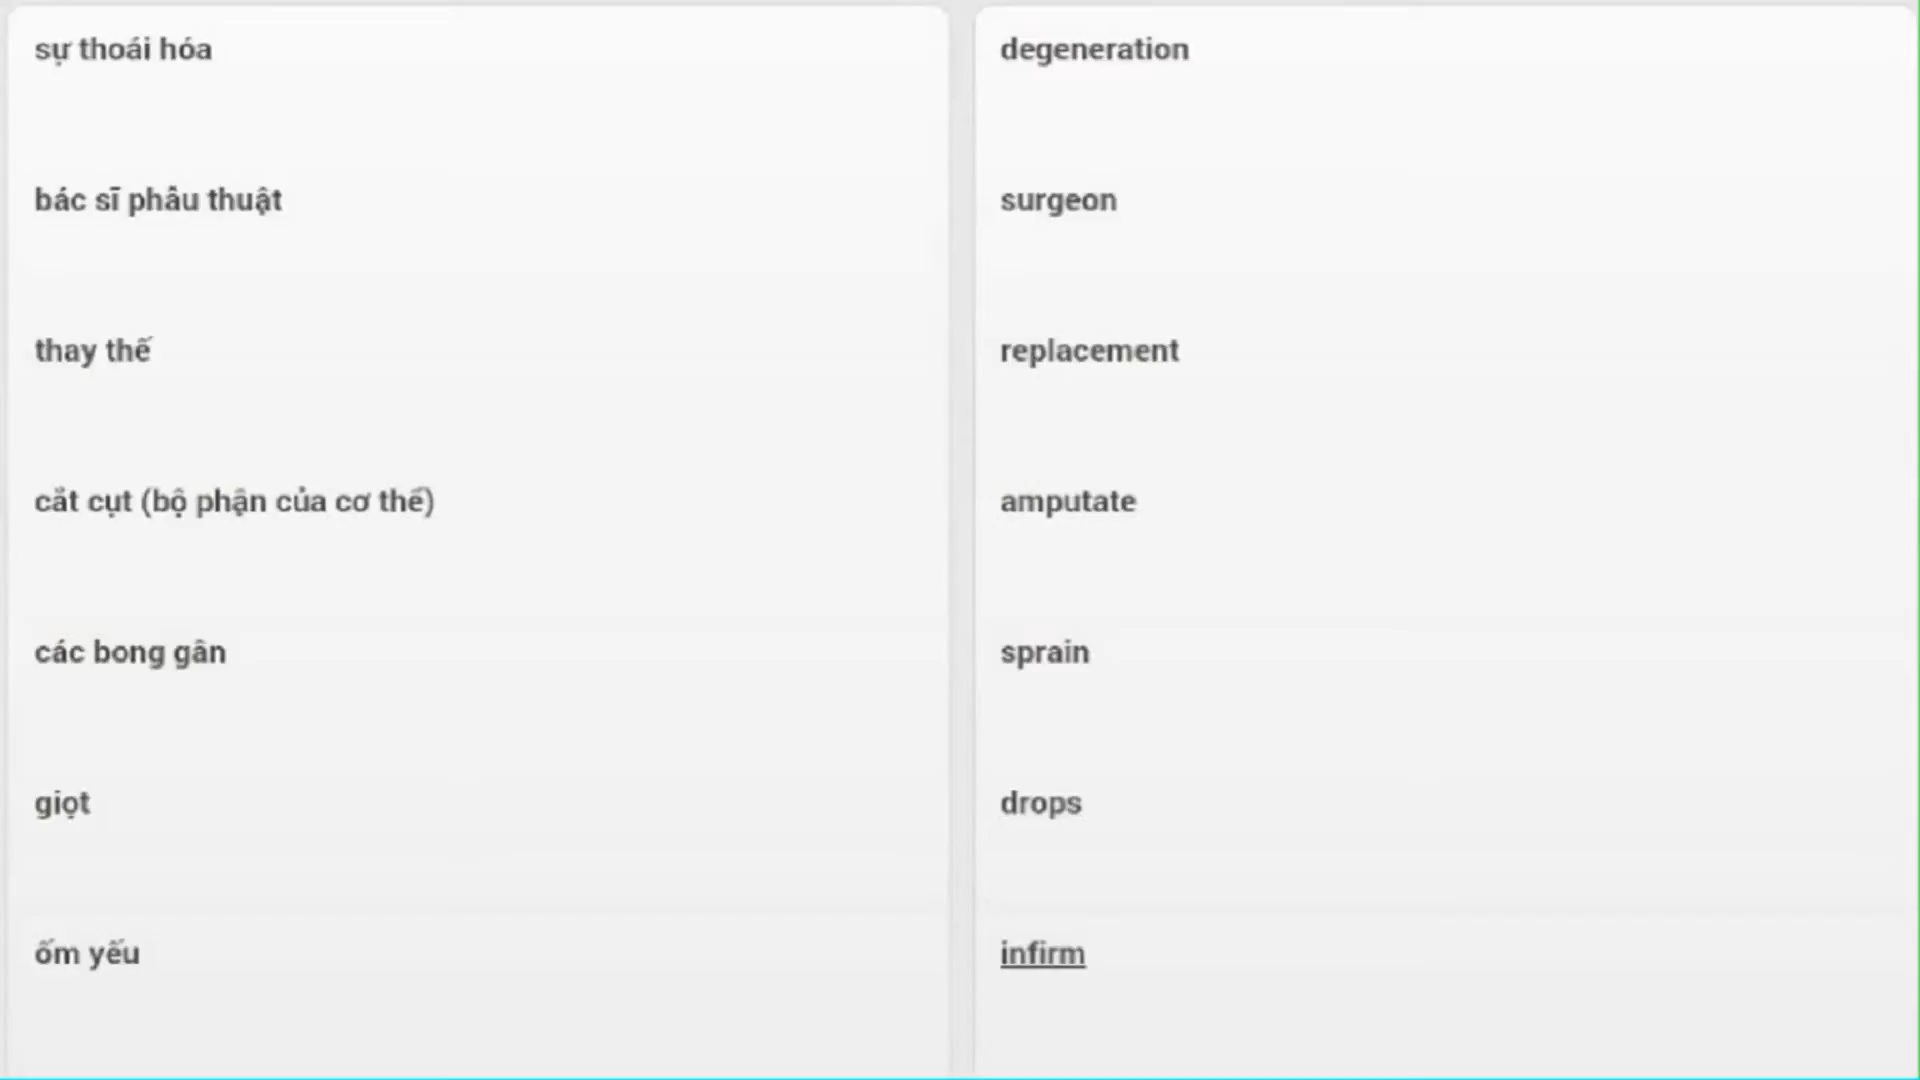 sự thoái hóa
degeneration
bác sĩ phẫu thuật
surgeon
thay thế
replacement
cắt cụt (bộ phận của cơ thể)
amputate
các bong gân
sprain
giọt
drops
ốm yếu
infirm